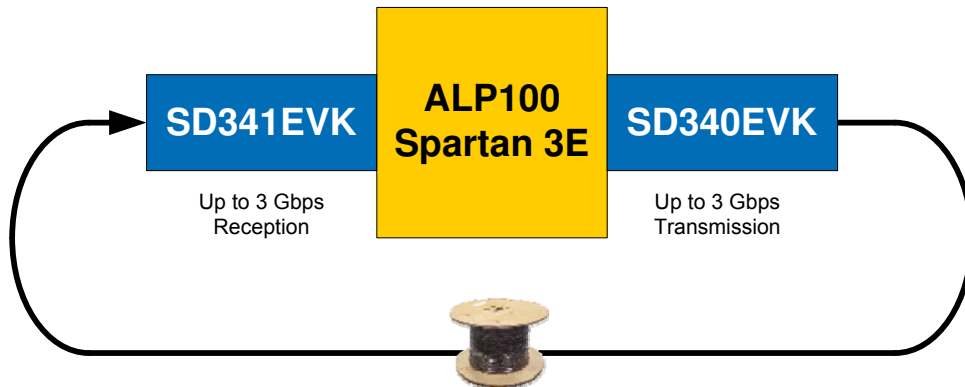 SD341EVK
ALP100
Spartan 3E
SD340EVK
Up to 3 Gbps
Reception
Up to 3 Gbps
Transmission